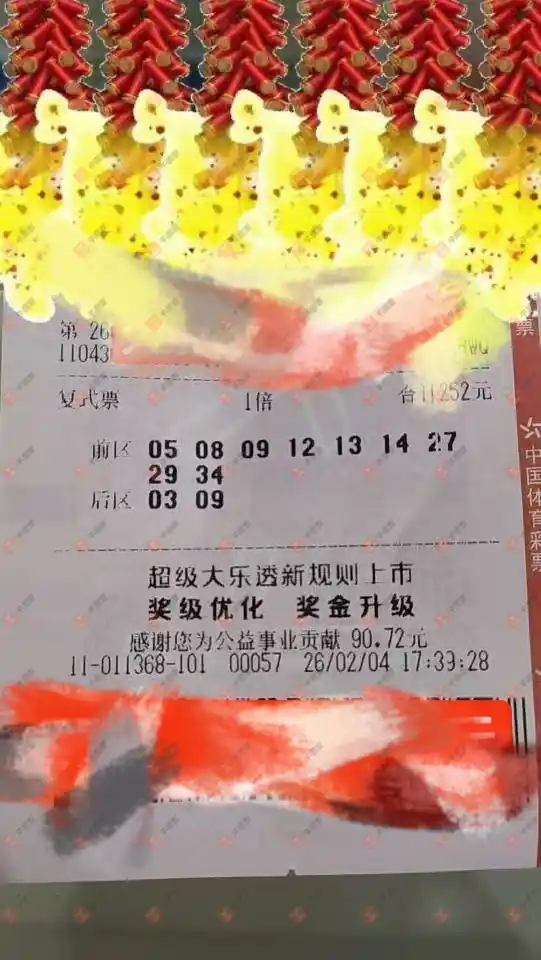 第 26
11043
复式票 1倍 合计252元
前区 05 08 09 12 13 14 27
29 34
后区 03 09
超级大乐透新规则上市
奖级优化 奖金升级
感谢您为公益事业贡献 90.72元
11-011368-101 00057 26/02/04 17:39:28
票
中国体育彩票